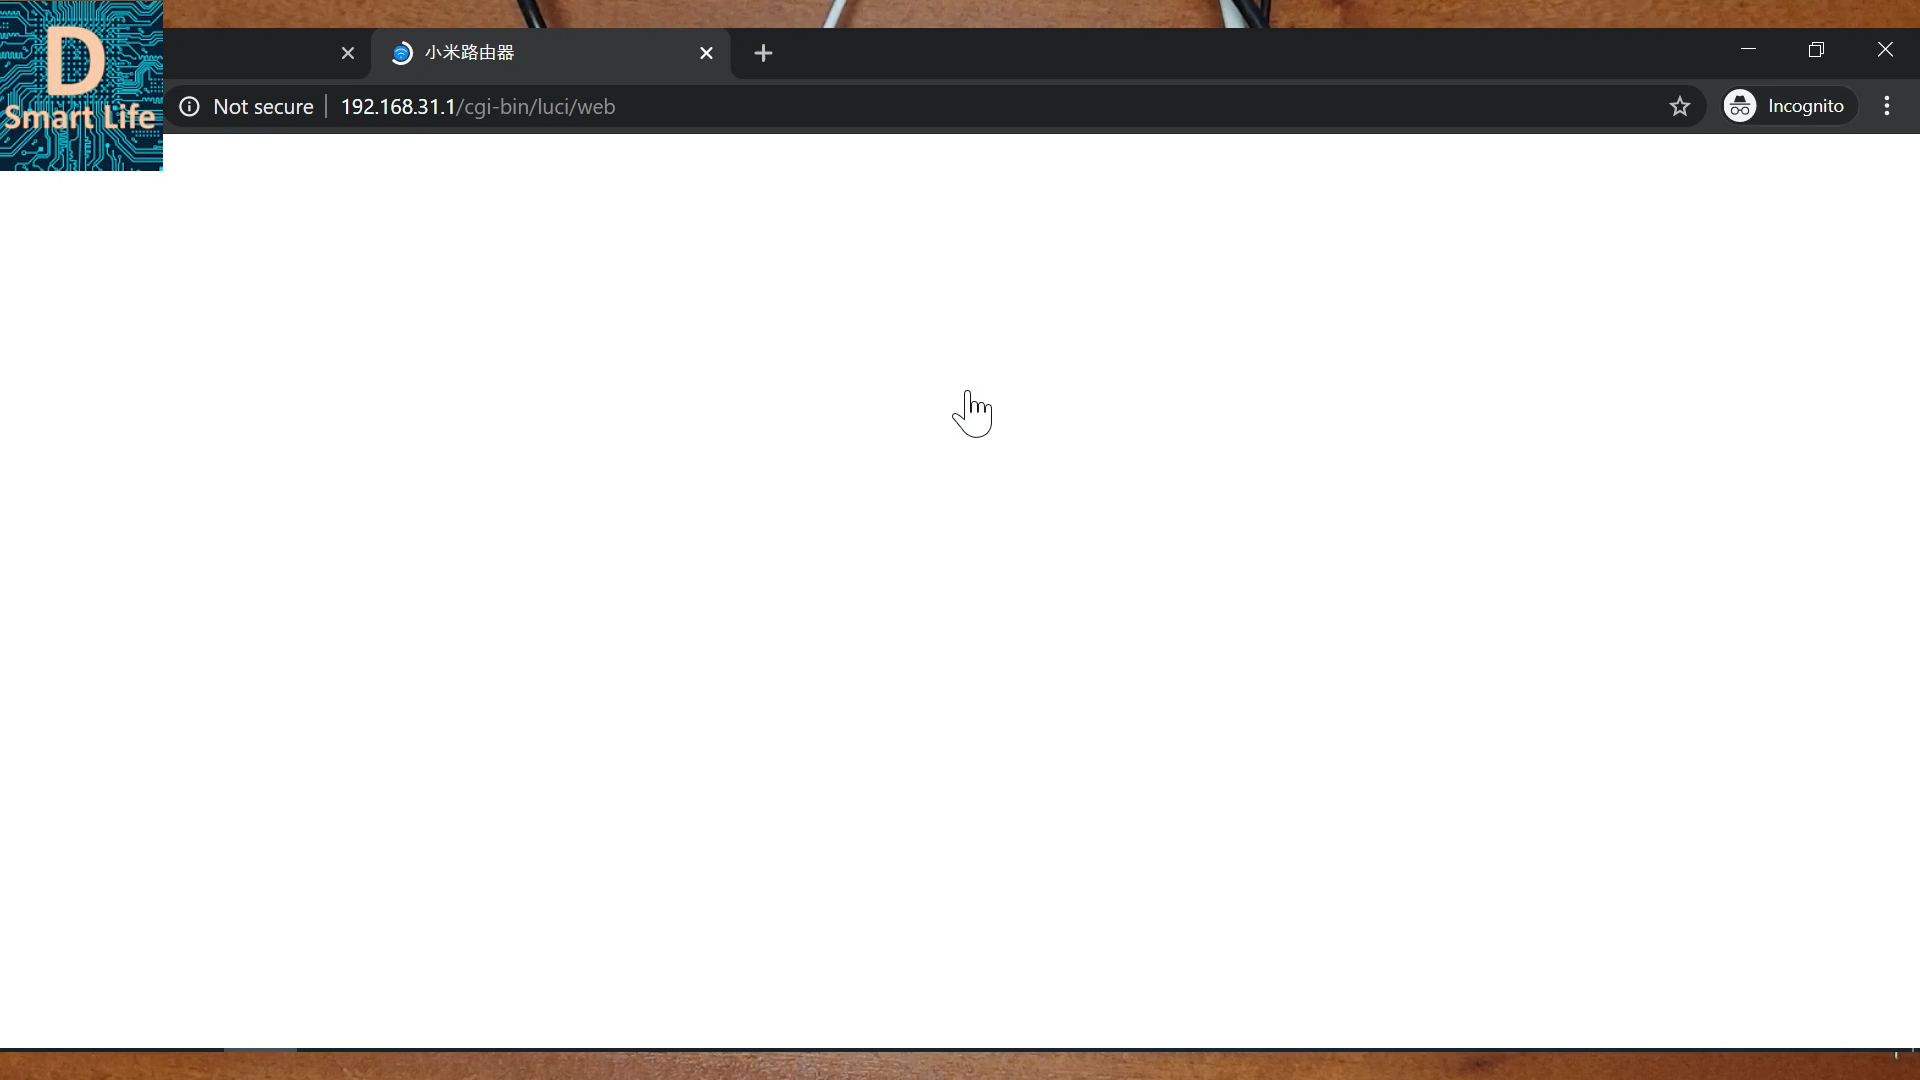 D
Smart Life
小米路由器
Not secure
192.168.31.1/cgi-bin/luci/web
Incognito